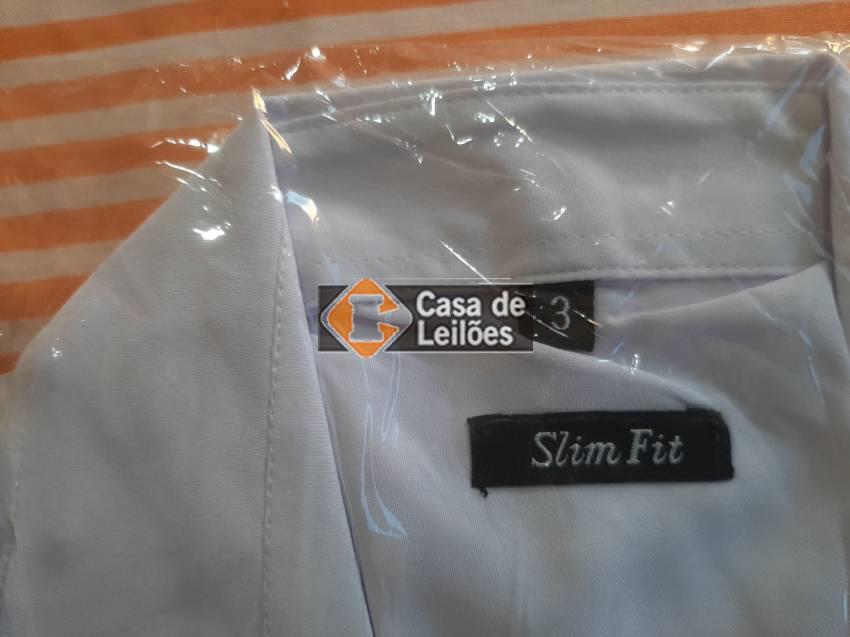 Casa de
Leilões
3
Slim Fit